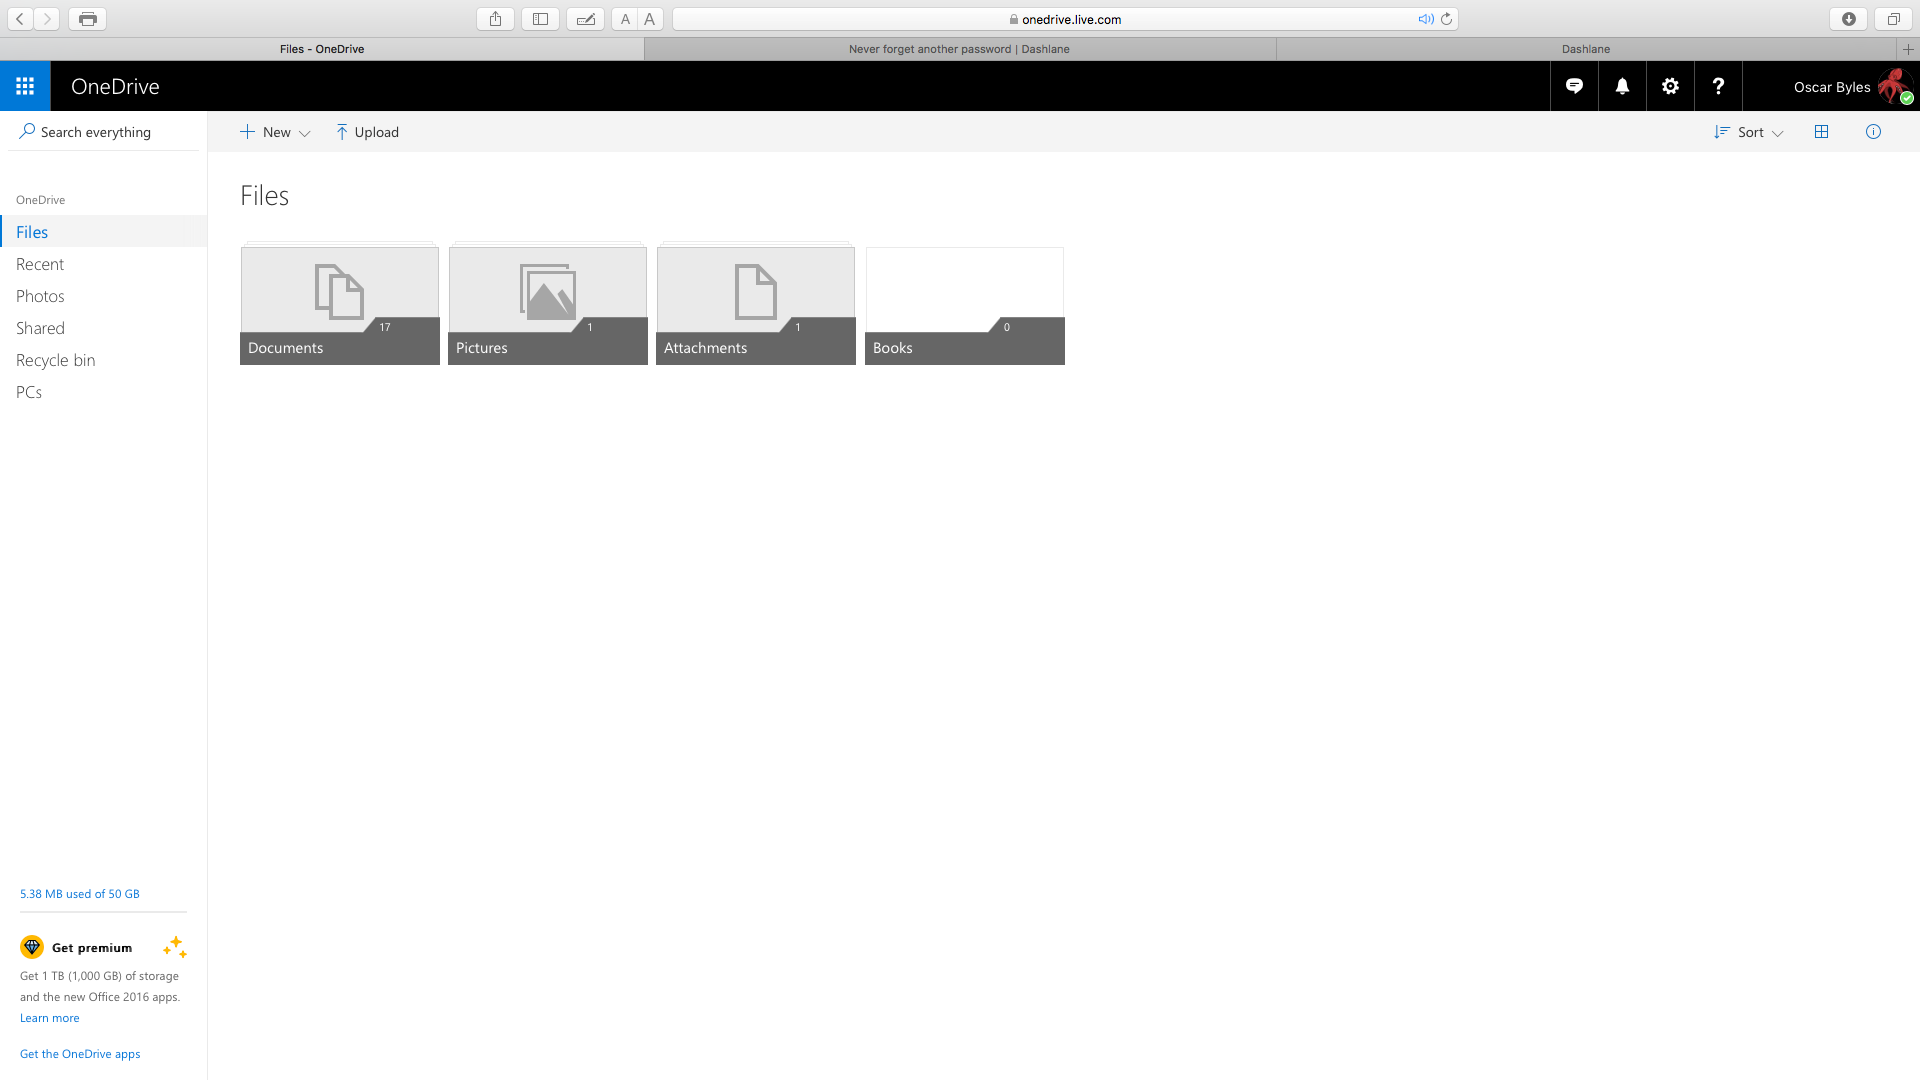 A A
onedrive.live.com
Files - OneDrive
Never forget another password | Dashlane
Dashlane
OneDrive
?
Oscar Byles
Search everything
New
Upload
Sort
OneDrive
Files
Recent
Photos
Shared
Recycle bin
PCs
Files
17
Documents
1
Pictures
1
Attachments
0
Books
5.38 MB used of 50 GB
Get premium
Get 1 TB (1,000 GB) of storage
and the new Office 2016 apps.
Learn more
Get the OneDrive apps